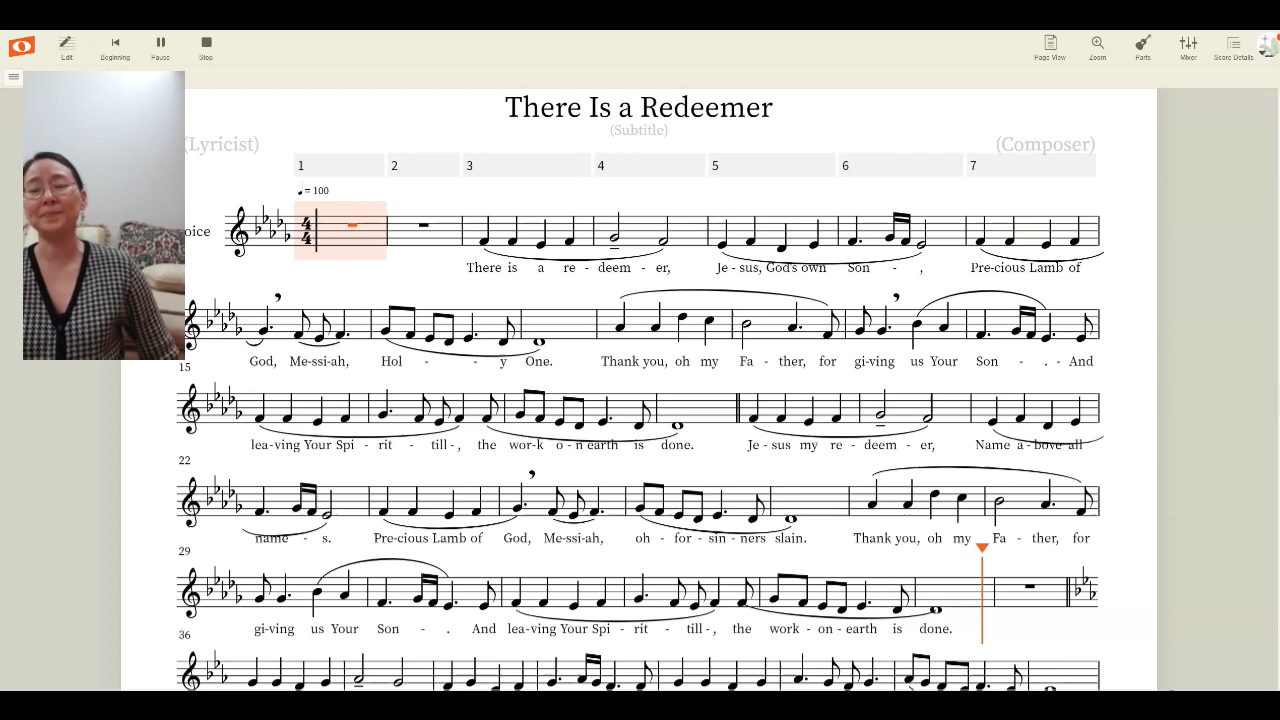 Edit Beginning Pause Stop Page View Zoom Parts Mixer Score Details
There Is a Redeemer
(Subtitle)
(Lyricist) (Composer)
1 2 3 4 5 6 7
= 100
oice
There is a re - deem - er, Je - sus, God's own Son - , Pre-cious Lamb of
God, Me-ssi-ah, Hol - - y One. Thank you, oh my Fa - ther, for gi-ving us Your Son - . - And
15
lea-ving Your Spi - rit - till-, the wor-k o-n earth is done. Je - sus my re - deem - er, Name a-bove all
22
name - s. Pre-cious Lamb of God, Me-ssi-ah, oh - for - sin - ners slain. Thank you, oh my Fa - ther, for
29
gi-ving us Your Son - . And lea-ving Your Spi - rit - till-, the work - on - earth is done.
36